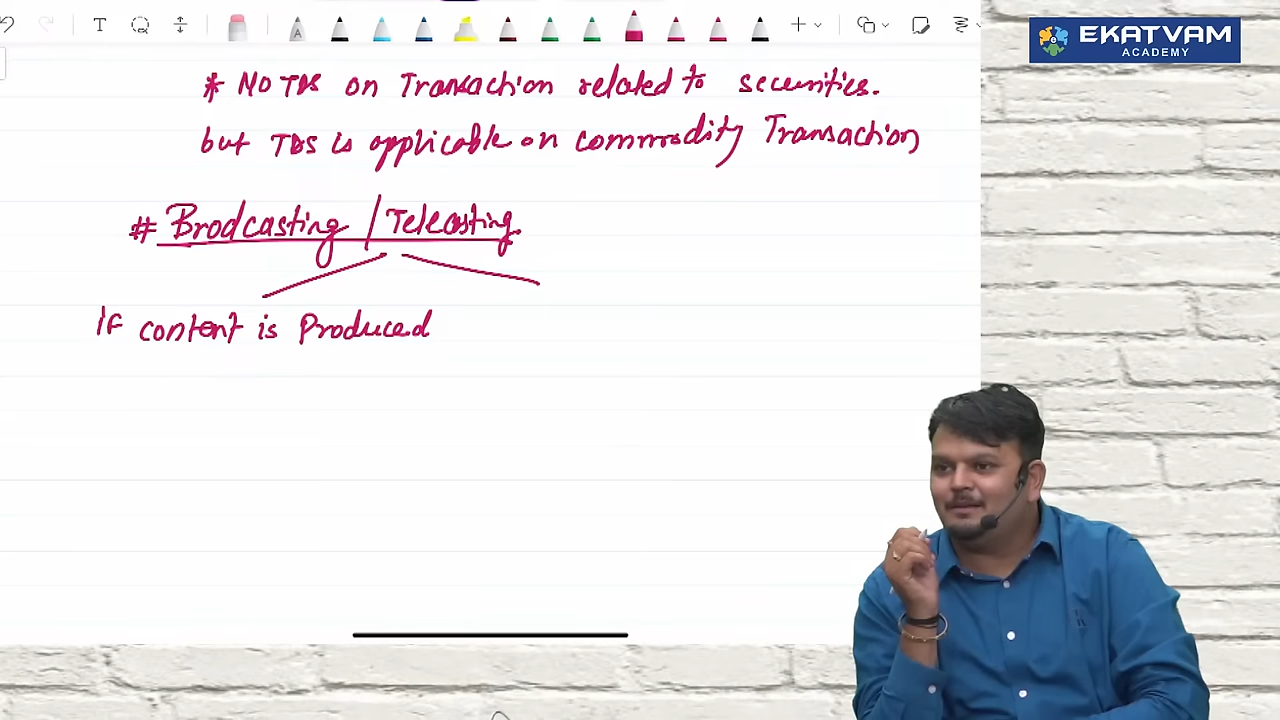 EKATVAM
ACADEMY
* NO TDS on Transaction related to securities.
but TDS is applicable on commodity Transaction
# Brodcasting / Telecasting
IF content is Produced